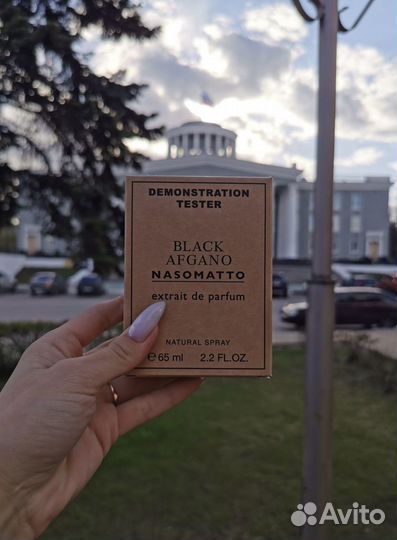 DEMONSTRATION
TESTER
BLACK
AFGANO
NASOMATTO
extrait de parfum
NATURAL SPRAY
℮65 ml 2.2 FL.OZ.
Avito